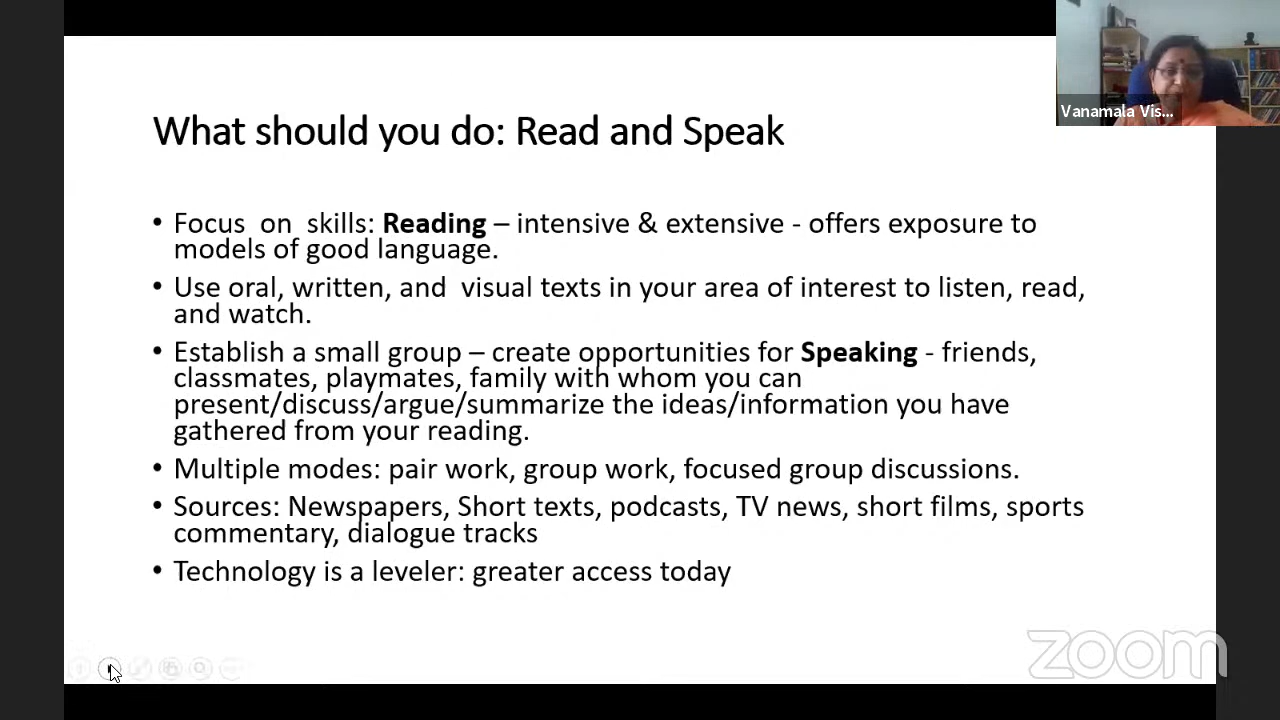 Vanamala Vis...
What should you do: Read and Speak
• Focus on skills: Reading – intensive & extensive - offers exposure to
models of good language.
• Use oral, written, and visual texts in your area of interest to listen, read,
and watch.
• Establish a small group – create opportunities for Speaking - friends,
classmates, playmates, family with whom you can
present/discuss/argue/summarize the ideas/information you have
gathered from your reading.
• Multiple modes: pair work, group work, focused group discussions.
• Sources: Newspapers, Short texts, podcasts, TV news, short films, sports
commentary, dialogue tracks
• Technology is a leveler: greater access today
zoom